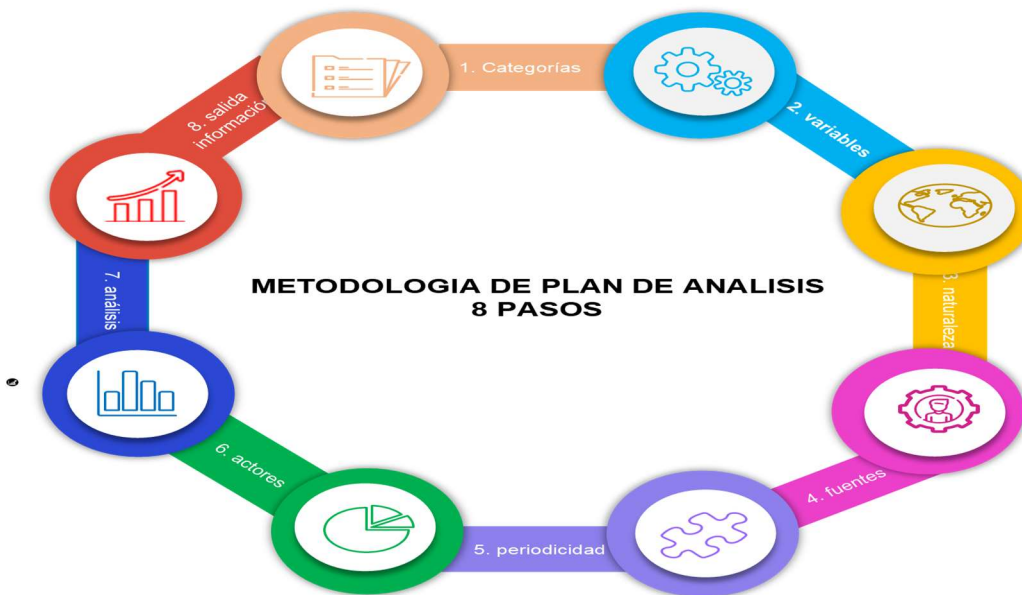 METODOLOGIA DE PLAN DE ANALISIS
8 PASOS
1. Categorías
2. variables
3. naturaleza
4. fuentes
5. periodicidad
6. actores
7. análisis
8. salida
información